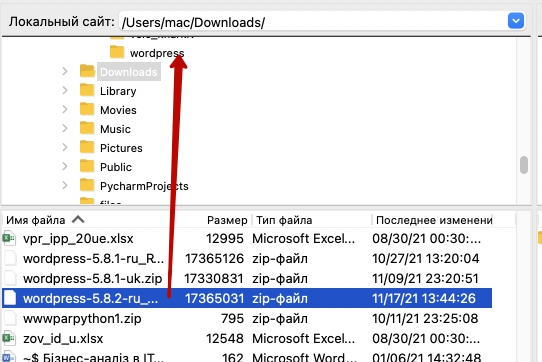 Локальный сайт: /Users/mac/Downloads/
wordpress
Downloads
Library
Movies
Music
Pictures
Public
PycharmProjects
files
Имя файла Размер Тип файла Последнее изменени
vpr_ipp_20ue.xlsx 12995 Microsoft Excel... 08/30/21 00:30:...
wordpress-5.8.1-ru_R... 17365126 zip-файл 10/27/21 13:20:04
wordpress-5.8.1-uk.zip 17330831 zip-файл 11/09/21 23:20:51
wordpress-5.8.2-ru_... 17365031 zip-файл 11/17/21 13:44:26
wwwparpython1.zip 795 zip-файл 10/11/21 23:25:08
zov_id_u.xlsx 12548 Microsoft Excel... 08/30/21 00:30:...
~$ Бізнес-аналіз в IT... 162 Microsoft Word... 01/06/21 14:32:48